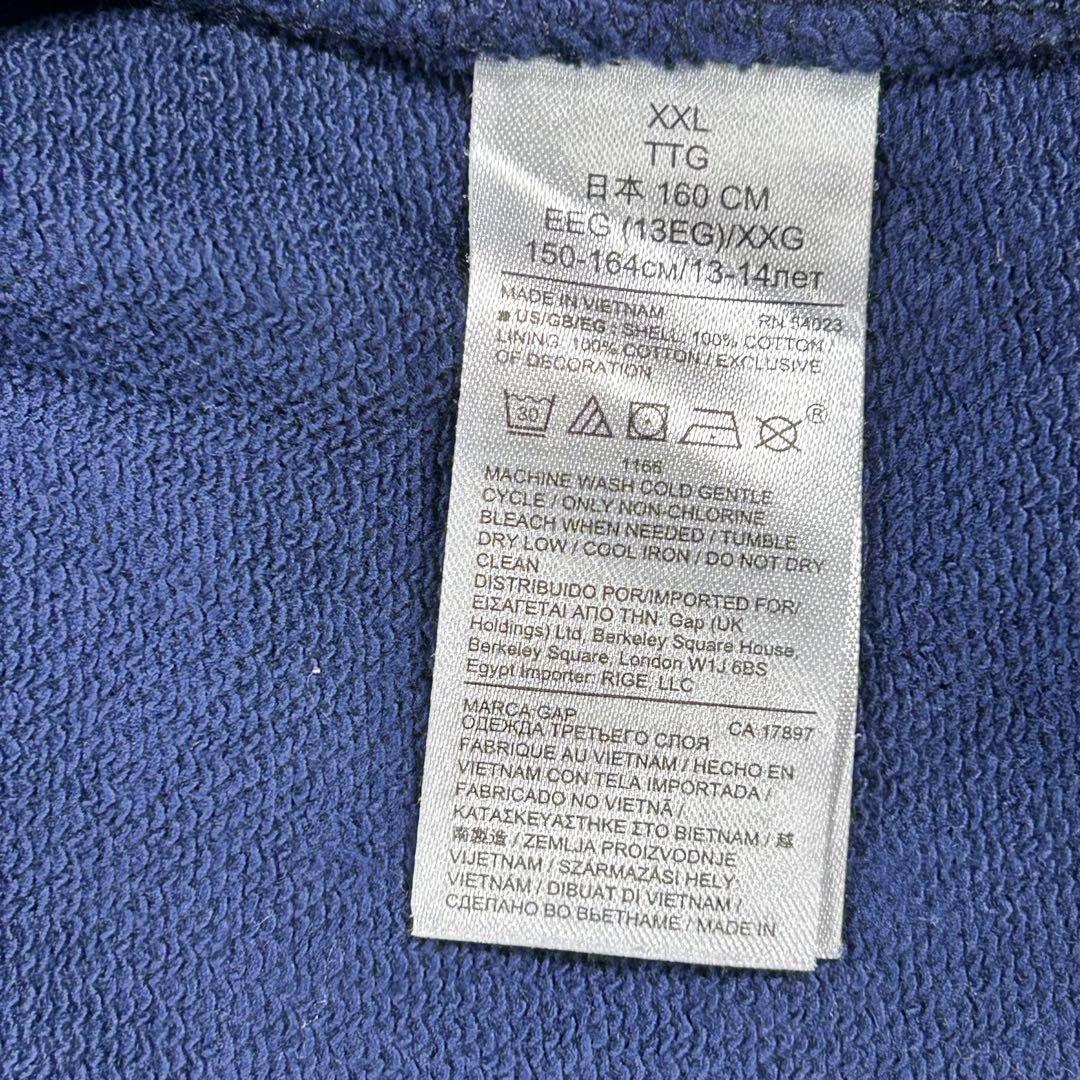 XXL
TTG
日本 160 CM
EEG (13EG)/XXG
150-164см/13-14лет
MADE IN VIETNAM RN 54023
US/GB/EG : SHELL: 100% COTTON /
LINING: 100% COTTON / EXCLUSIVE
OF DECORATION
30 ®
1166
MACHINE WASH COLD GENTLE
CYCLE / ONLY NON-CHLORINE
BLEACH WHEN NEEDED / TUMBLE
DRY LOW / COOL IRON / DO NOT DRY
CLEAN
DISTRIBUIDO POR/IMPORTED FOR/
ΕΙΣΑΓΕΤΑΙ ΑΠΟ ΤΗΝ: Gap (UK
Holdings) Ltd, Berkeley Square House,
Berkeley Square, London W1J 6BS
Egypt Importer: RIGE, LLC
MARCA GAP CA 17897
ОДЕЖДА ТРЕТЬЕГО СЛОЯ
FABRIQUE AU VIETNAM / HECHO EN
VIETNAM CON TELA IMPORTADA /
FABRICADO NO VIETNÃ /
ΚΑΤΑΣΚΕΥΑΣΤΗΚΕ ΣΤΟ ΒΙΕΤΝΑΜ / 越
南製造 / ZEMLJA PROIZVODNJE
VIJETNAM / SZÁRMAZÁSI HELY:
VIETNÁM / DIBUAT DI VIETNAM /
СДЕЛАНО ВО ВЬЕТНАМЕ / MADE IN